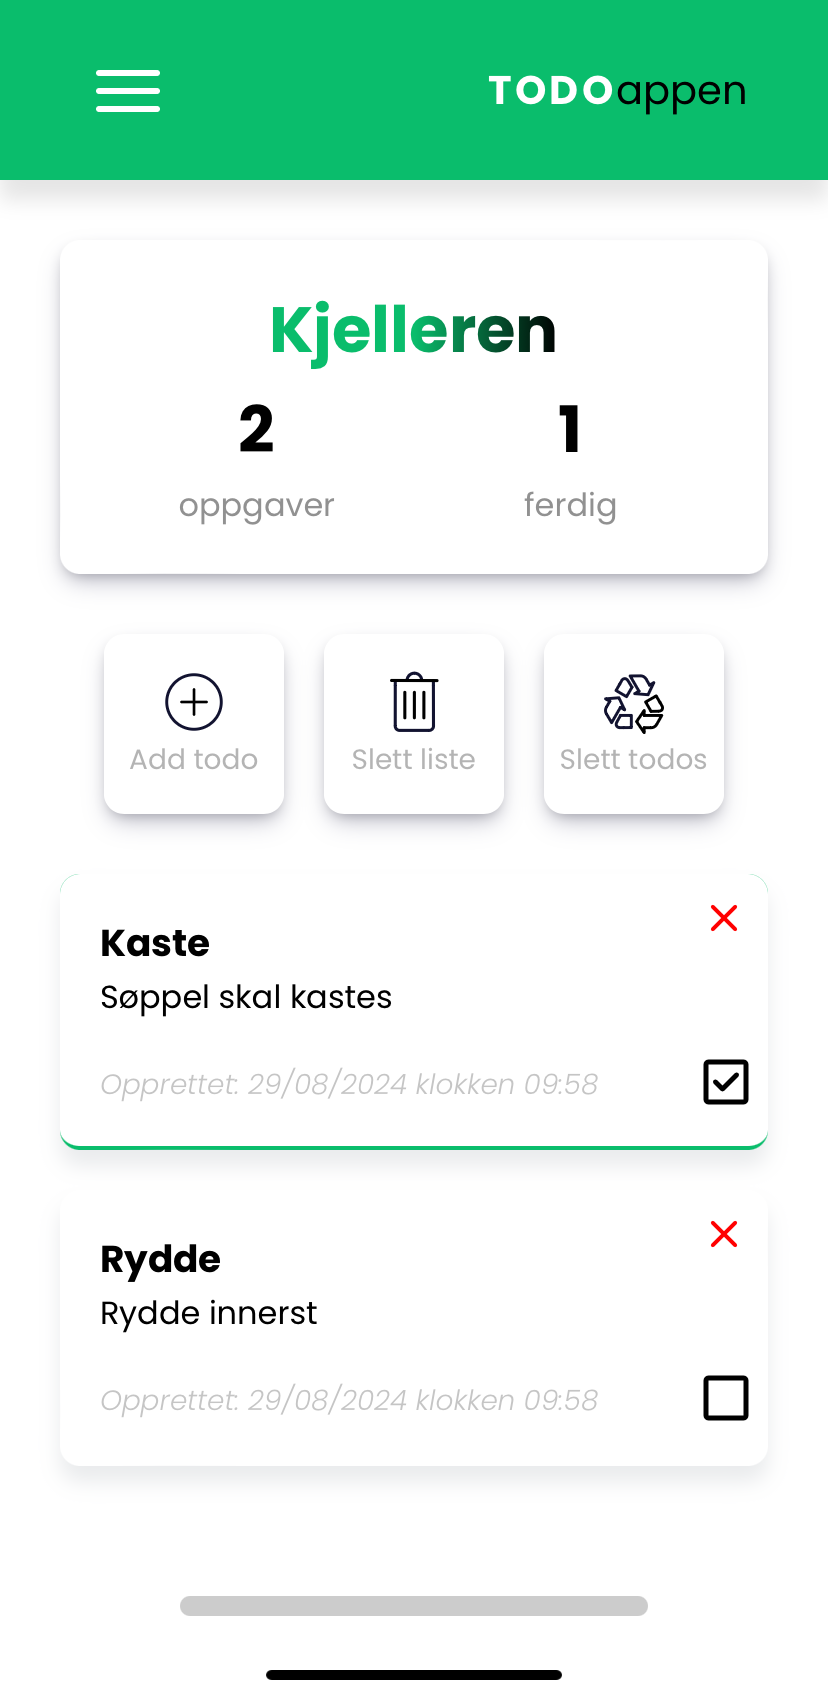 TODOappen
Kjelleren
2 1
oppgaver ferdig
Add todo Slett liste Slett todos
Kaste
Søppel skal kastes
Opprettet: 29/08/2024 klokken 09:58
Rydde
Rydde innerst
Opprettet: 29/08/2024 klokken 09:58